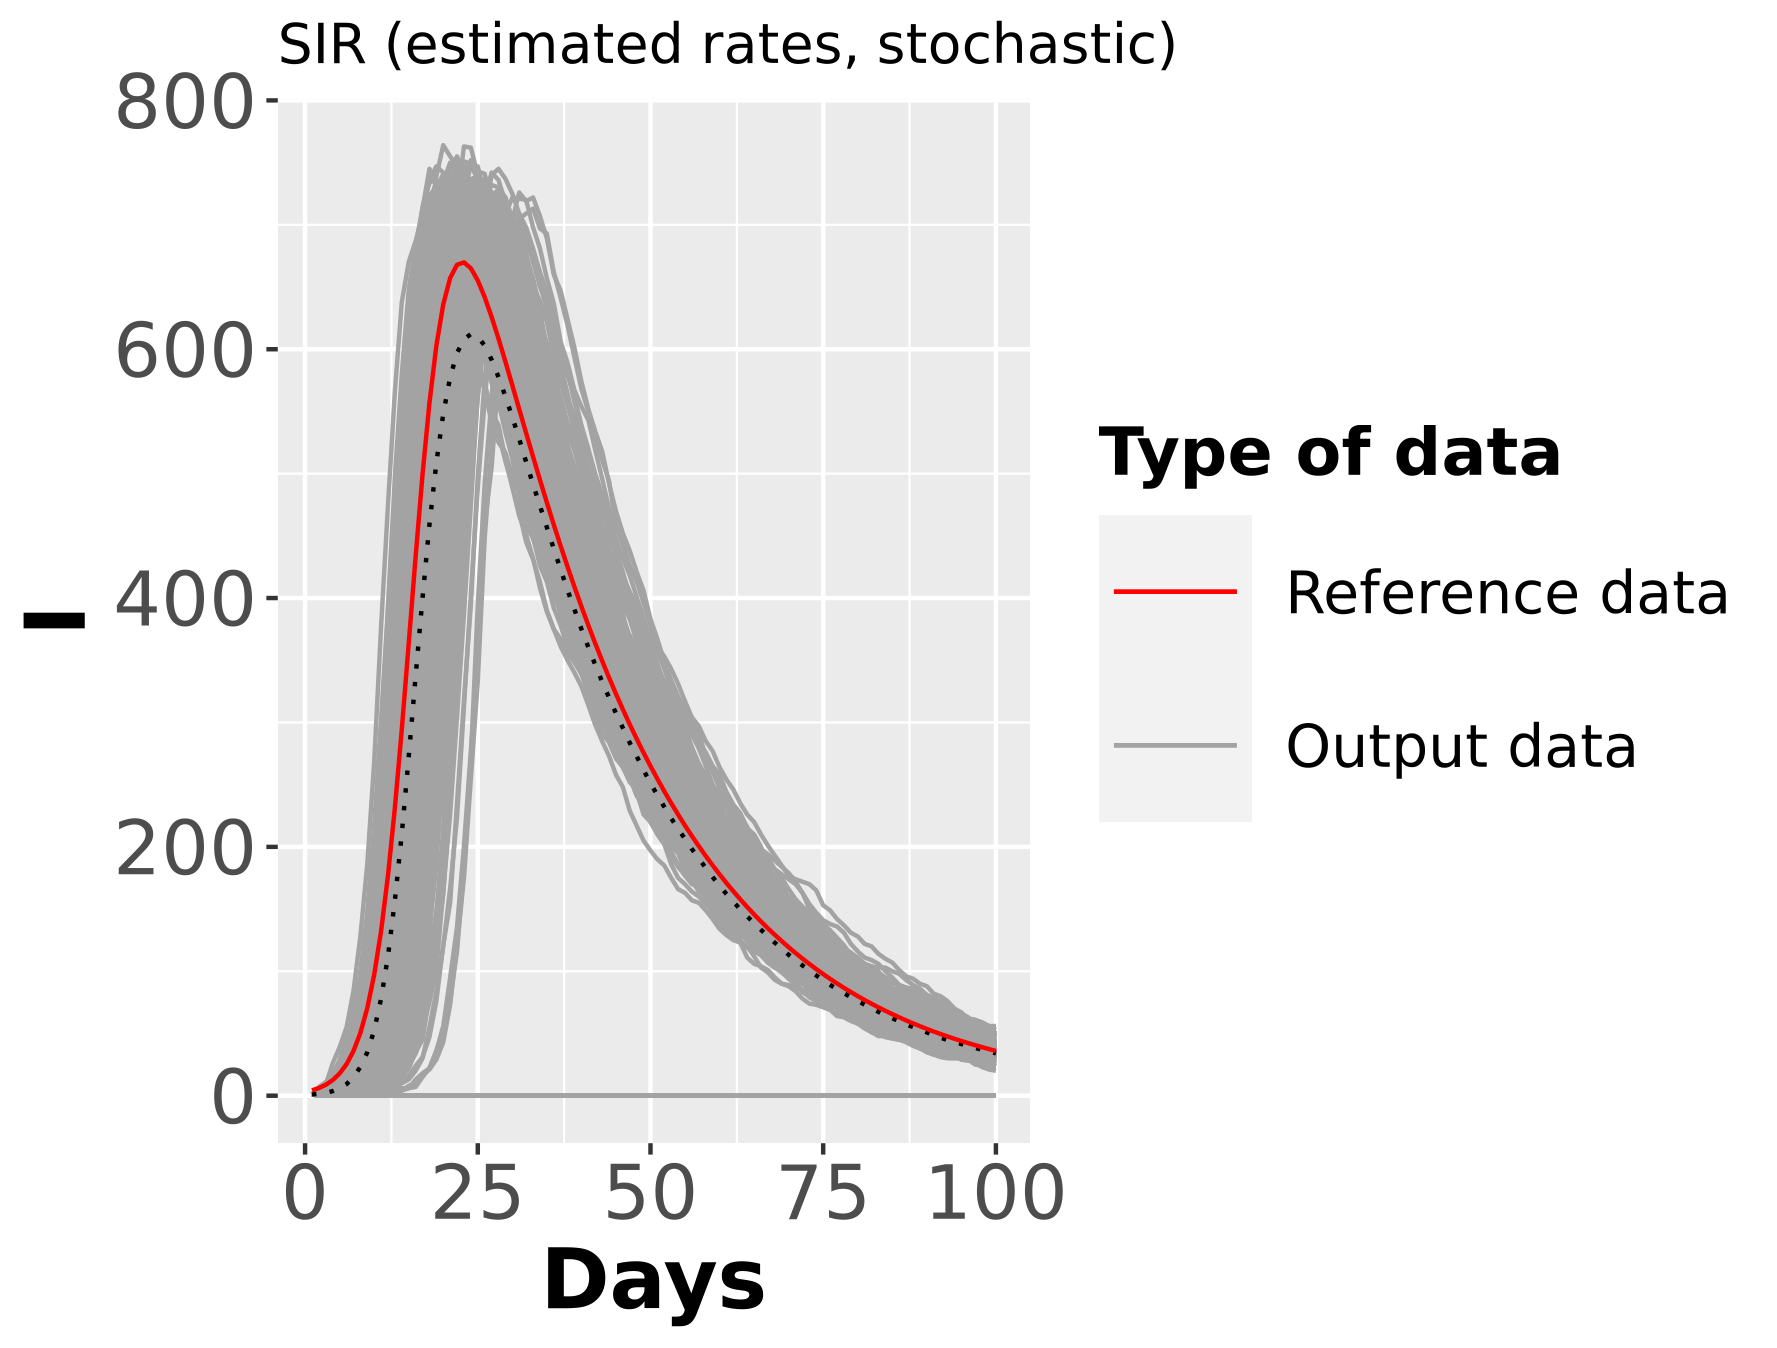 SIR (estimated rates, stochastic)
800
600
400
200
0
I
0 25 50 75 100
Days
Type of data
Reference data
Output data